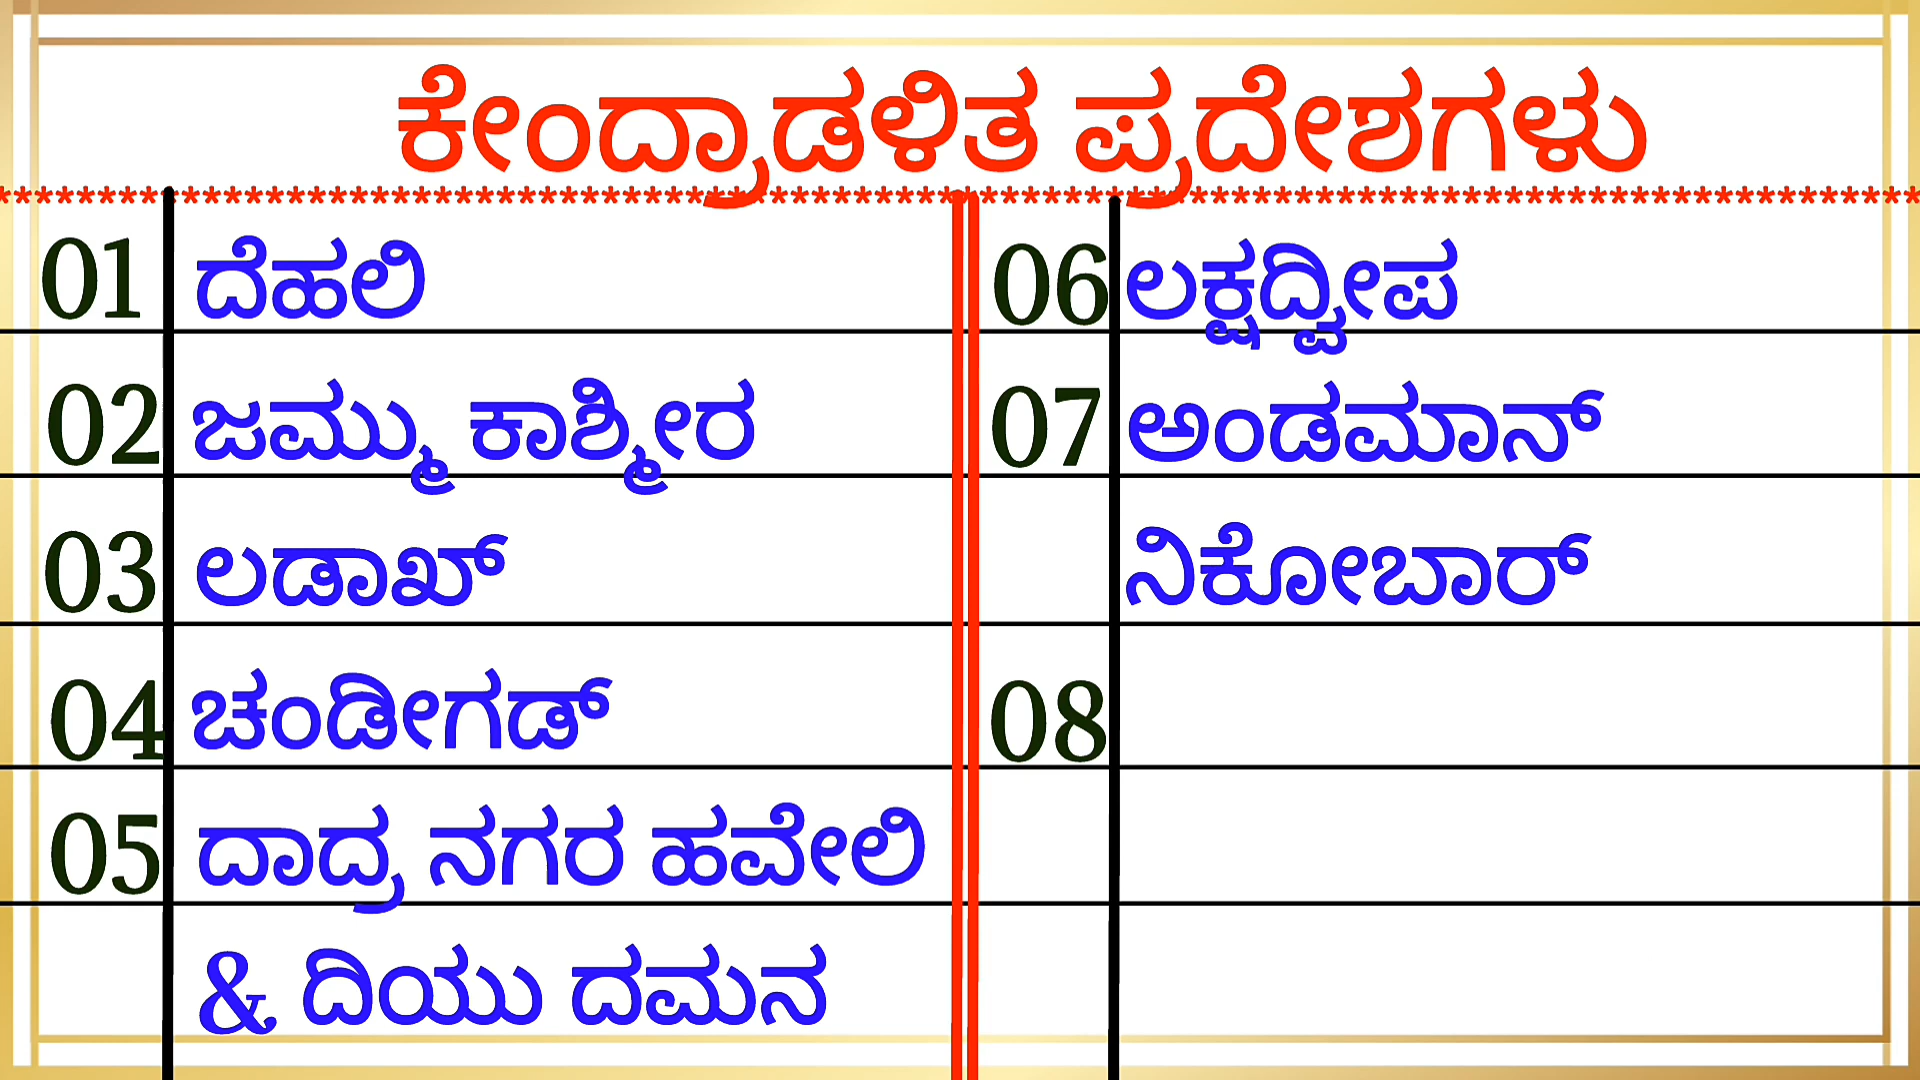 ಕೇಂದ್ರಾಡಳಿತ ಪ್ರದೇಶಗಳು
************************************************************************************
01 ದೆಹಲಿ
02 ಜಮ್ಮು ಕಾಶ್ಮೀರ
03 ಲಡಾಖ್
04 ಚಂಡೀಗಡ್
05 ದಾದ್ರ ನಗರ ಹವೇಲಿ
& ದಿಯು ದಮನ
06 ಲಕ್ಷದ್ವೀಪ
07 ಅಂಡಮಾನ್
ನಿಕೋಬಾರ್
08